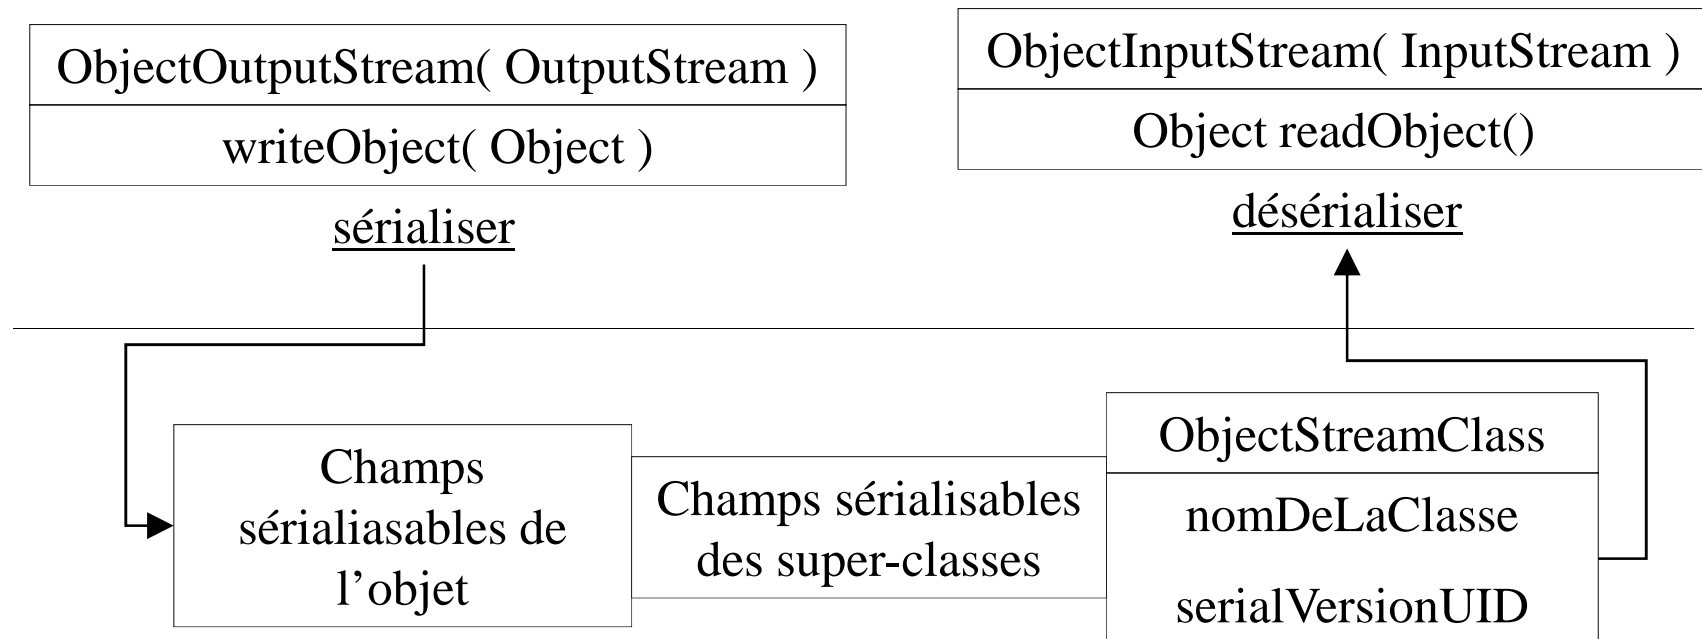 ObjectOutputStream( OutputStream )
writeObject( Object )
sérialiser
ObjectInputStream( InputStream )
Object readObject()
désérialiser
Champs
sérialiasables de
l’objet
Champs sérialisables
des super-classes
ObjectStreamClass
nomDeLaClasse
serialVersionUID